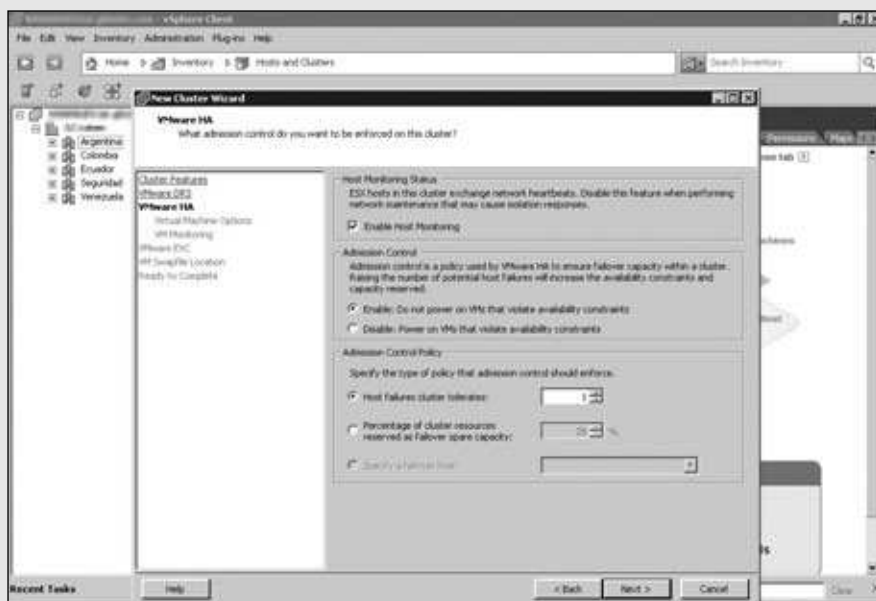 vSphere Client
File Edit View Inventory Administration Plug-ins Help
Home Inventory Hosts and Clusters
Search Inventory
New Cluster Wizard
VMware HA
What admission control do you want to be enforced on this cluster?
Argentina
Colombia
Ecuador
Seguridad
Venezuela
Cluster Features
VMware DRS
VMware HA
Virtual Machine Options
VM Monitoring
VMware EVC
VM Swapfile Location
Ready to Complete
Host Monitoring Status
ESX hosts in this cluster exchange network heartbeats. Disable this feature when performing
network maintenance that may cause isolation responses.
Enable Host Monitoring
Admission Control
Admission control is a policy used by VMware HA to ensure failover capacity within a cluster.
Raising the number of potential host failures will increase the availability constraints and
capacity reserved.
Enable: Do not power on VMs that violate availability constraints
Disable: Power on VMs that violate availability constraints
Admission Control Policy
Specify the type of policy that admission control should enforce.
Host failures cluster tolerates: 1
Percentage of cluster resources
reserved as failover spare capacity: 25 %
Specify a failover host:
Permissions Maps
Recent Tasks
Help
< Back Next > Cancel
Clear